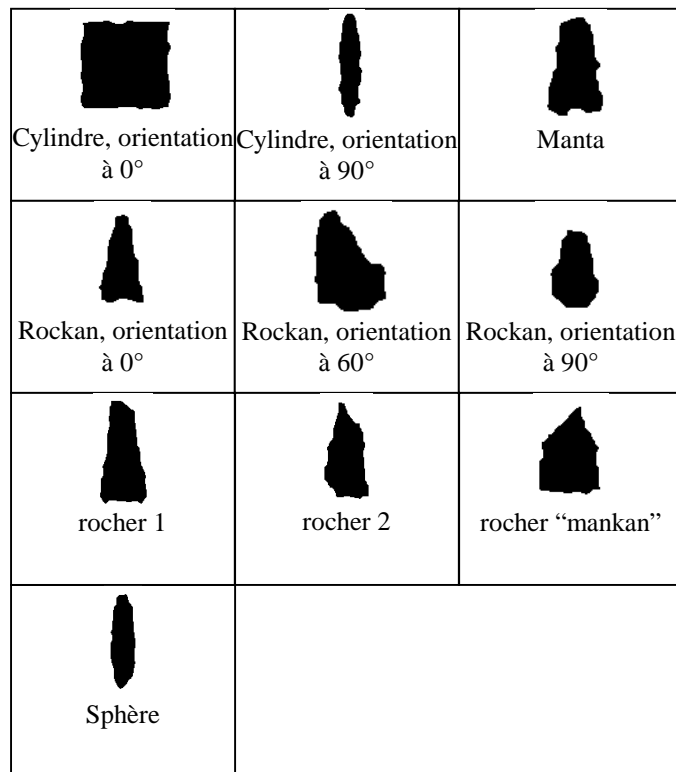 Cylindre, orientation
à 0°
Cylindre, orientation
à 90°
Manta
Rockan, orientation
à 0°
Rockan, orientation
à 60°
Rockan, orientation
à 90°
rocher 1
rocher 2
rocher “mankan”
Sphère